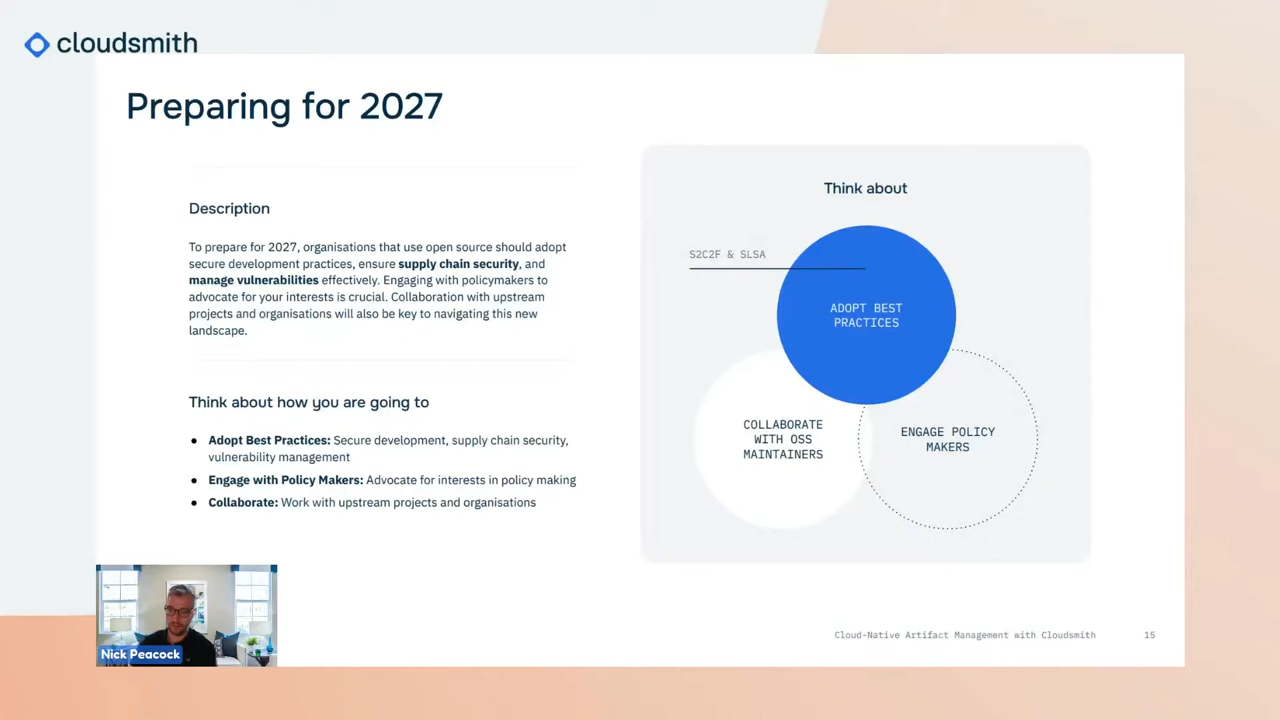 cloudsmith
Preparing for 2027
Description
To prepare for 2027, organisations that use open source should adopt
secure development practices, ensure supply chain security, and
manage vulnerabilities effectively. Engaging with policymakers to
advocate for your interests is crucial. Collaboration with upstream
projects and organisations will also be key to navigating this new
landscape.
Think about how you are going to
● Adopt Best Practices: Secure development, supply chain security,
vulnerability management
● Engage with Policy Makers: Advocate for interests in policy making
● Collaborate: Work with upstream projects and organisations
Think about
S2C2F & SLSA
ADOPT BEST
PRACTICES
COLLABORATE
WITH OSS
MAINTAINERS
ENGAGE POLICY
MAKERS
Nick Peacock
Cloud-Native Artifact Management with Cloudsmith 15